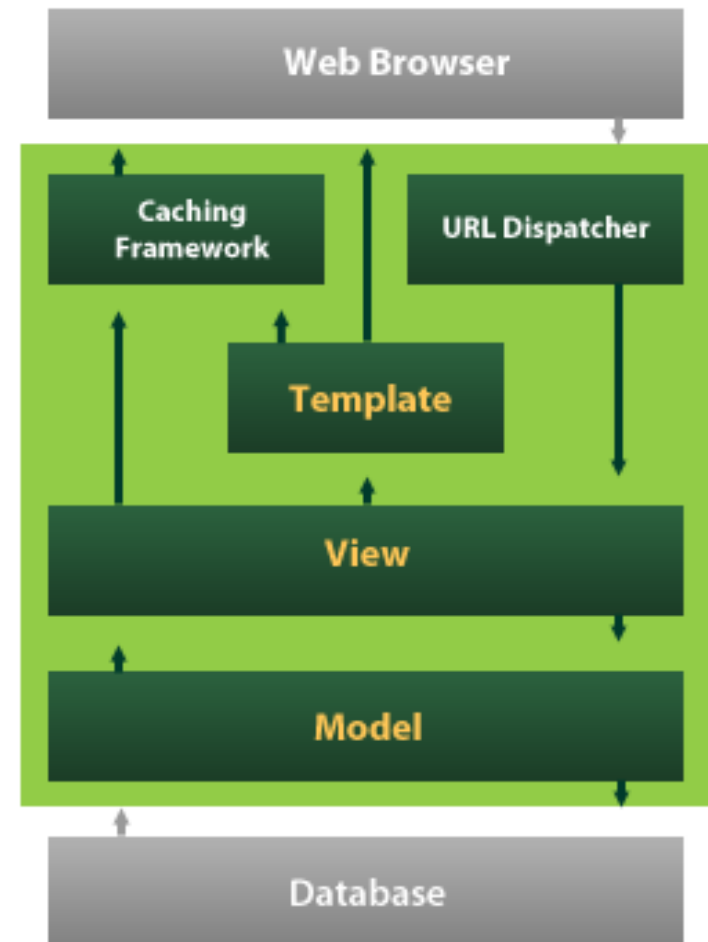 Web Browser
Caching
Framework
URL Dispatcher
Template
View
Model
Database